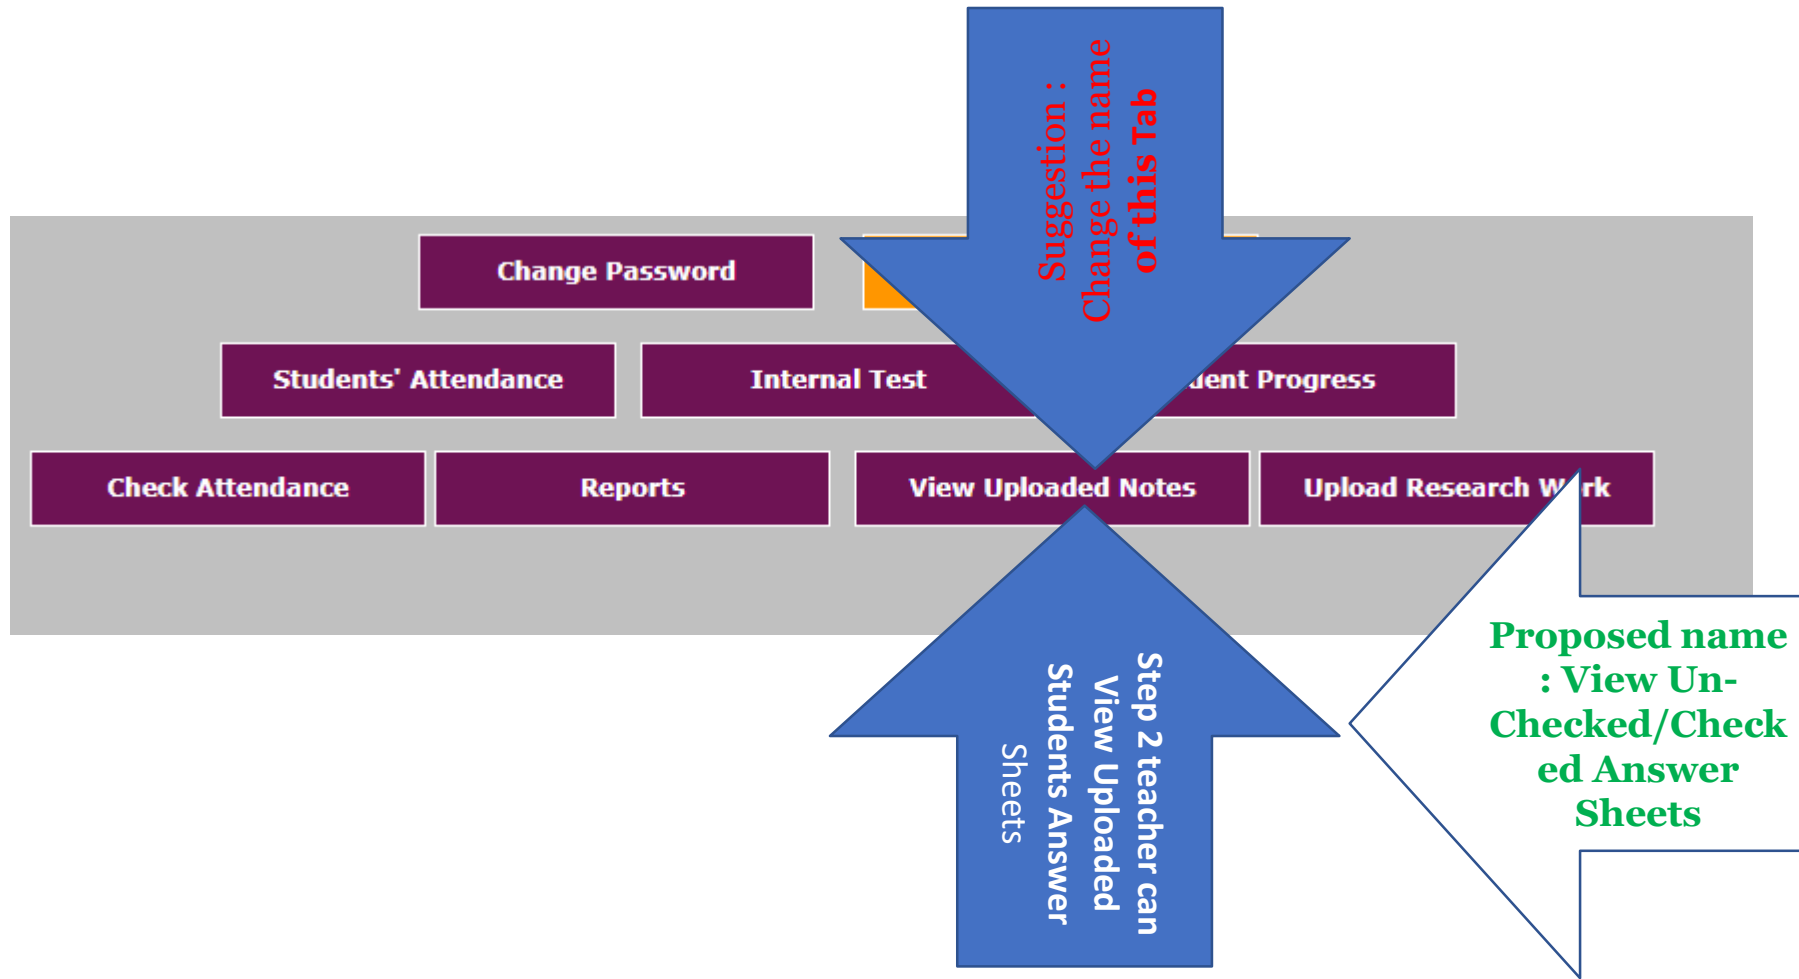 Suggestion :
Change the name
of this Tab
Change Password
Students' Attendance
Internal Test
dent Progress
Check Attendance
Reports
View Uploaded Notes
Upload Research W rk
Step 2 teacher can
View Uploaded
Students Answer
Sheets
Proposed name
: View Un-
Checked/Check
ed Answer
Sheets